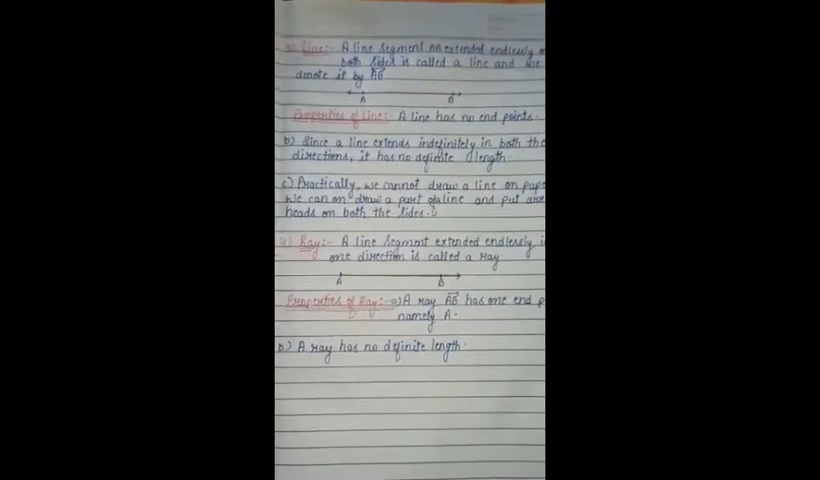 Line:- A line segment AB extended endlessly
both sides is called a line and we
denote it by AB
A B
Properties of Line:- A line has no end points.
b) Since a line extends indefinitely in both the
directions, it has no definite length.
c) Practically, we cannot draw a line on pape
We can on draw a part of a line and put arr
heads on both the sides.
Ray:- A line segment extended endlessly i
one direction is called a ray
A B
Properties of Ray:- a) A ray AB has one end p
namely A.
b) A ray has no definite length.